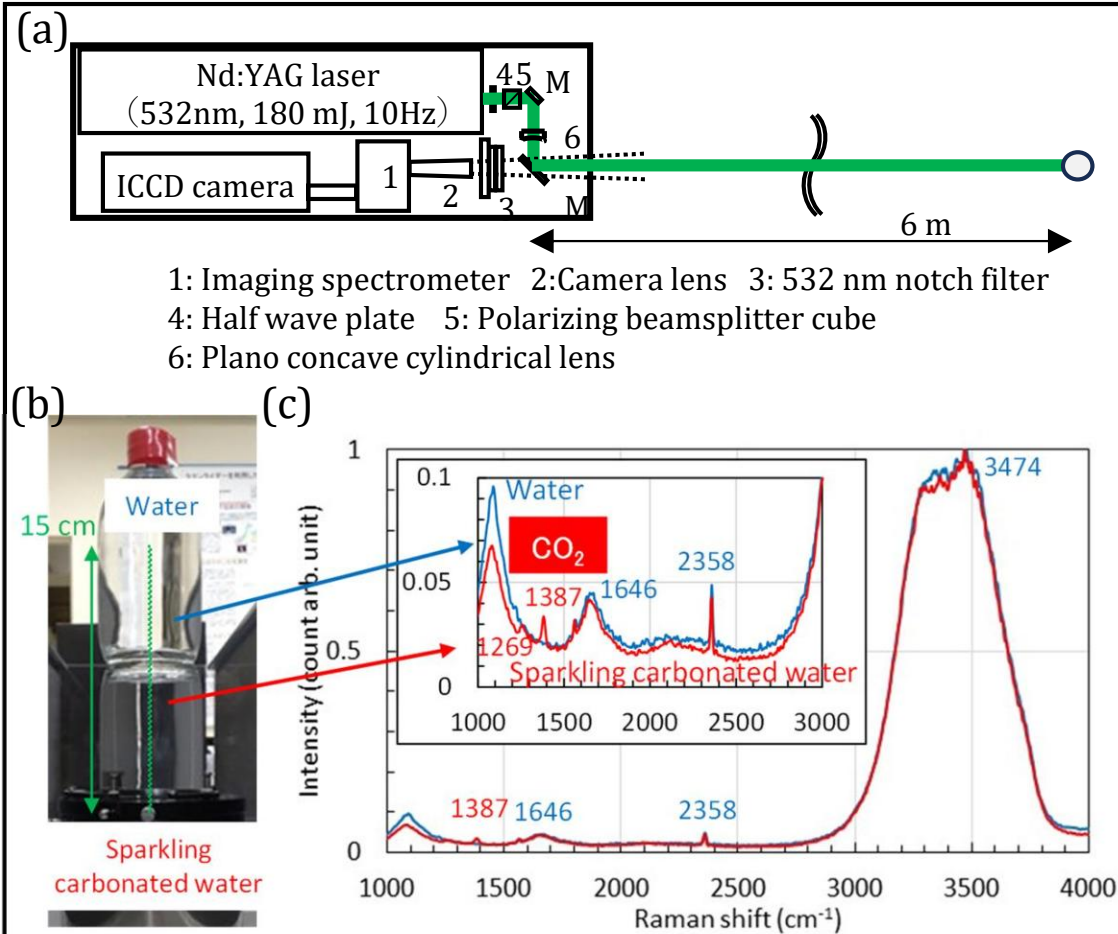 (a)
Nd:YAG laser
(532nm, 180 mJ, 10Hz)
45
M
6
ICCD camera
1
2
3
M
6 m
1: Imaging spectrometer 2:Camera lens 3: 532 nm notch filter
4: Half wave plate 5: Polarizing beamsplitter cube
6: Plano concave cylindrical lens
(b)
Water
15 cm
Sparkling
carbonated water
(c)
Intensity (count arb. unit)
1
0.5
0
3474
0.1
0.05
0
Water
CO₂
2358
1387
1646
1269
Sparkling carbonated water
1000 1500 2000 2500 3000
1387 1646 2358
1000 1500 2000 2500 3000 3500 4000
Raman shift (cm⁻¹)